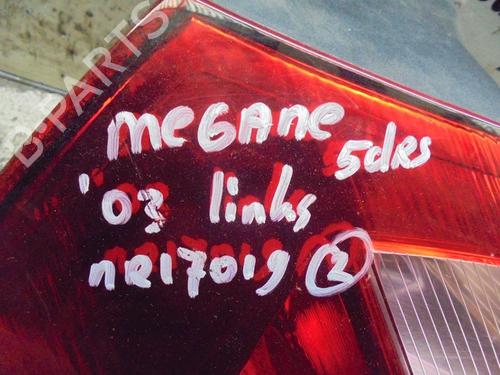 B-PARTS
MEGANE
5dRs
'03 links
nR17019 2